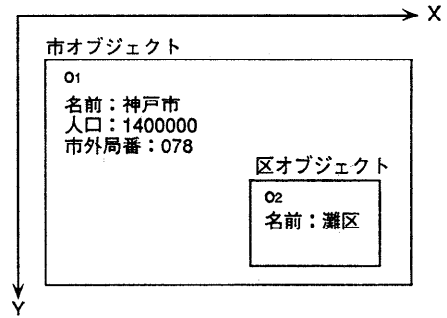 X
市オブジェクト
O1
名前：神戸市
人口：1400000
市外局番：078
区オブジェクト
O2
名前：灘区
Y